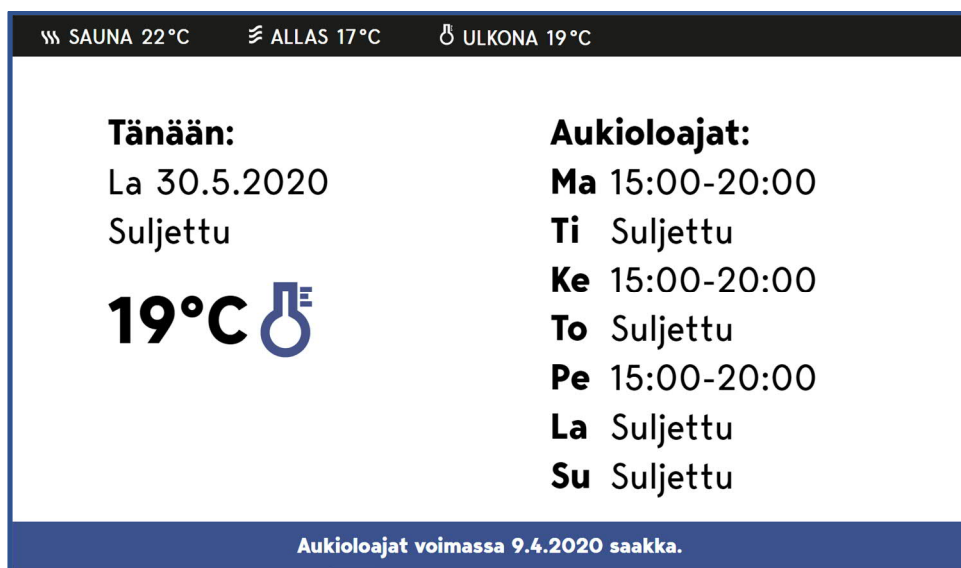 SAUNA 22°C ALLAS 17°C ULKONA 19°C
Tänään:
La 30.5.2020
Suljettu
19°C
Aukioloajat:
Ma 15:00-20:00
Ti Suljettu
Ke 15:00-20:00
To Suljettu
Pe 15:00-20:00
La Suljettu
Su Suljettu
Aukioloajat voimassa 9.4.2020 saakka.